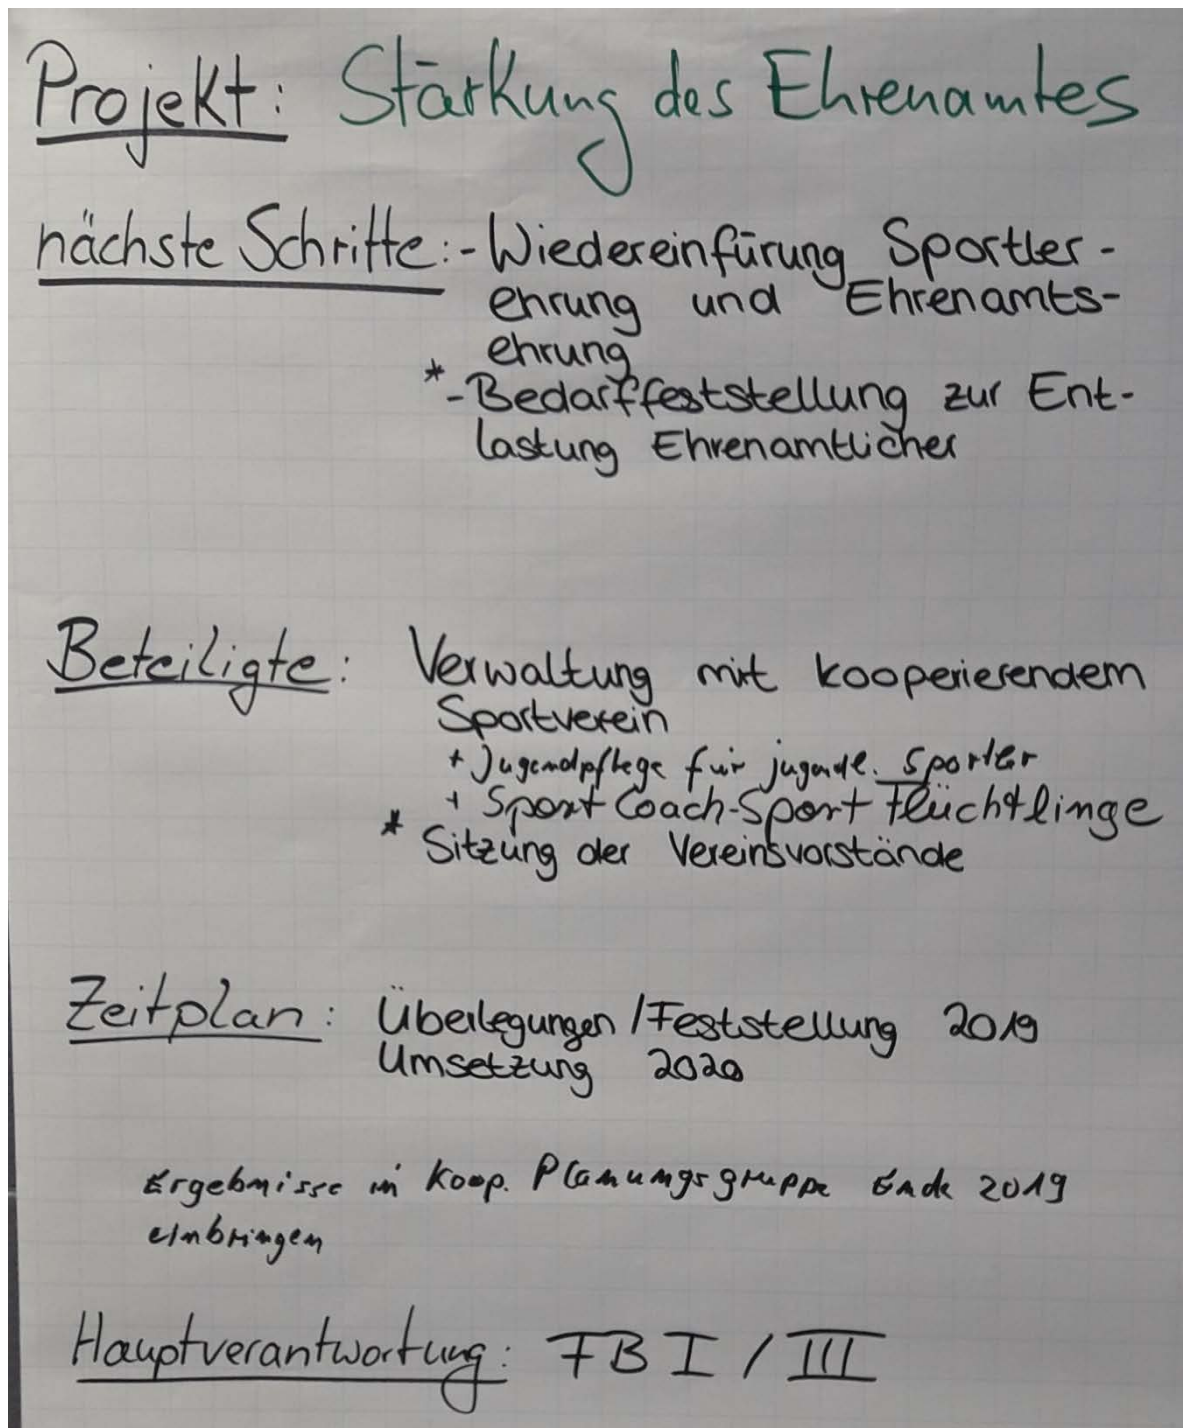 Projekt: Stärkung des Ehrenamtes
nächste Schritte: - Wiedereinfürung Sportler-
ehrung und Ehrenamts-
ehrung
* - Bedarffeststellung zur Ent-
lastung Ehrenamtlicher
Beteiligte: Verwaltung mit kooperierendem
Sportverein
+ Jugendpflege für jugendl. Sportler
+ Sport Coach-Sport Flüchtlinge
* Sitzung der Vereinsvorstände
Zeitplan: Überlegungen/Feststellung 2019
Umsetzung 2020
Ergebnisse in Koop. Planungsgruppe Ende 2019
einbringen
Hauptverantwortung: FB I / III